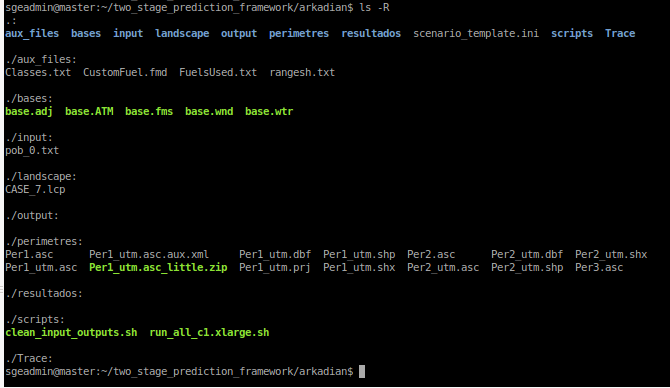 sgeadmin@master:~/two_stage_prediction_framework/arkadian$ ls -R
.:
aux_files bases input landscape output perimetres resultados scenario_template.ini scripts Trace
./aux_files:
Classes.txt CustomFuel.fmd FuelsUsed.txt rangesh.txt
./bases:
base.adj base.ATM base.fms base.wnd base.wtr
./input:
pob_0.txt
./landscape:
CASE_7.lcp
./output:
./perimetres:
Per1.asc Per1_utm.asc.aux.xml Per1_utm.dbf Per1_utm.shp Per2.asc Per2_utm.dbf Per2_utm.shx
Per1_utm.asc Per1_utm.asc_little.zip Per1_utm.prj Per1_utm.shx Per2_utm.asc Per2_utm.shp Per3.asc
./resultados:
./scripts:
clean_input_outputs.sh run_all_c1.xlarge.sh
./Trace:
sgeadmin@master:~/two_stage_prediction_framework/arkadian$